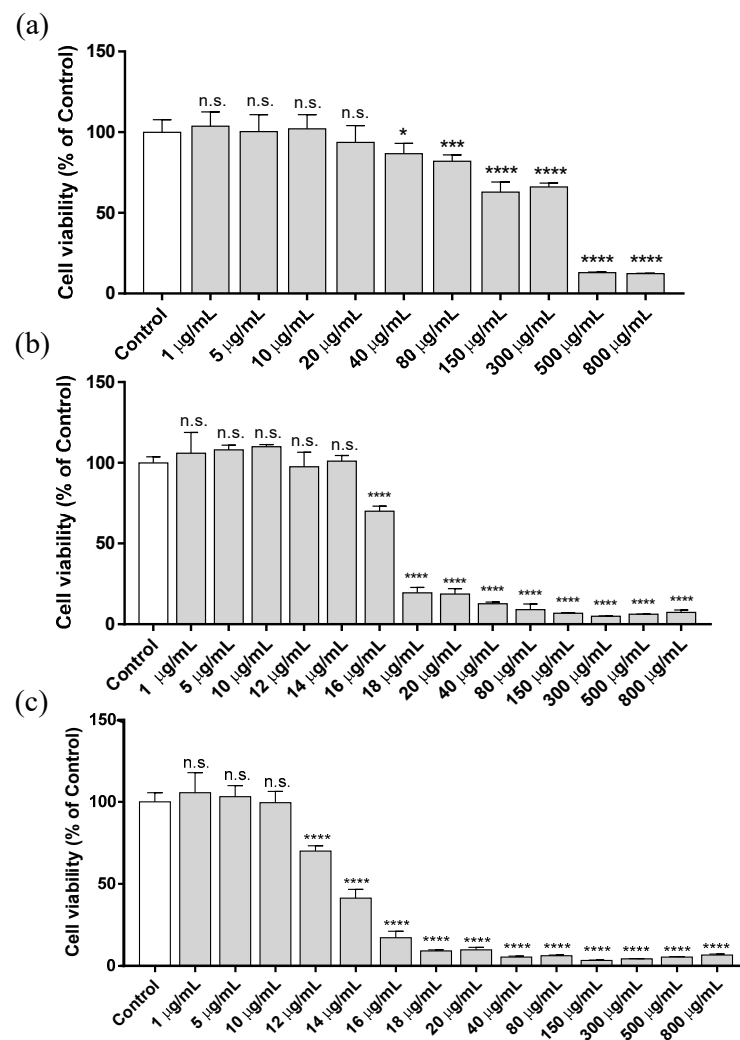 (a)
Cell viability (% of Control)
150
100
50
0
n.s.
n.s.
n.s.
n.s.
*
***
****
****
****
****
Control
1 µg/mL
5 µg/mL
10 µg/mL
20 µg/mL
40 µg/mL
80 µg/mL
150 µg/mL
300 µg/mL
500 µg/mL
800 µg/mL
(b)
Cell viability (% of Control)
150
100
50
0
n.s.
n.s.
n.s.
n.s.
n.s.
****
****
****
****
****
****
****
****
****
Control
1 µg/mL
5 µg/mL
10 µg/mL
12 µg/mL
14 µg/mL
16 µg/mL
18 µg/mL
20 µg/mL
40 µg/mL
80 µg/mL
150 µg/mL
300 µg/mL
500 µg/mL
800 µg/mL
(c)
Cell viability (% of Control)
150
100
50
0
n.s.
n.s.
n.s.
****
****
****
****
****
****
****
****
****
****
****
Control
1 µg/mL
5 µg/mL
10 µg/mL
12 µg/mL
14 µg/mL
16 µg/mL
18 µg/mL
20 µg/mL
40 µg/mL
80 µg/mL
150 µg/mL
300 µg/mL
500 µg/mL
800 µg/mL